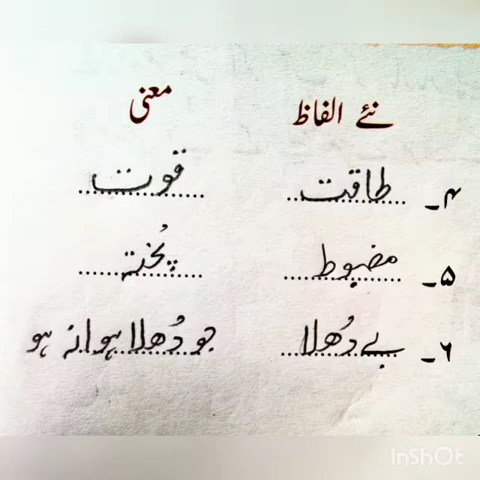 نئے الفاظ معنی
۴۔ طاقت قوت
۵۔ مضبوط پُختہ
۶۔ بے دُھلا جو دُھلا ہوا نہ ہو
InShOt